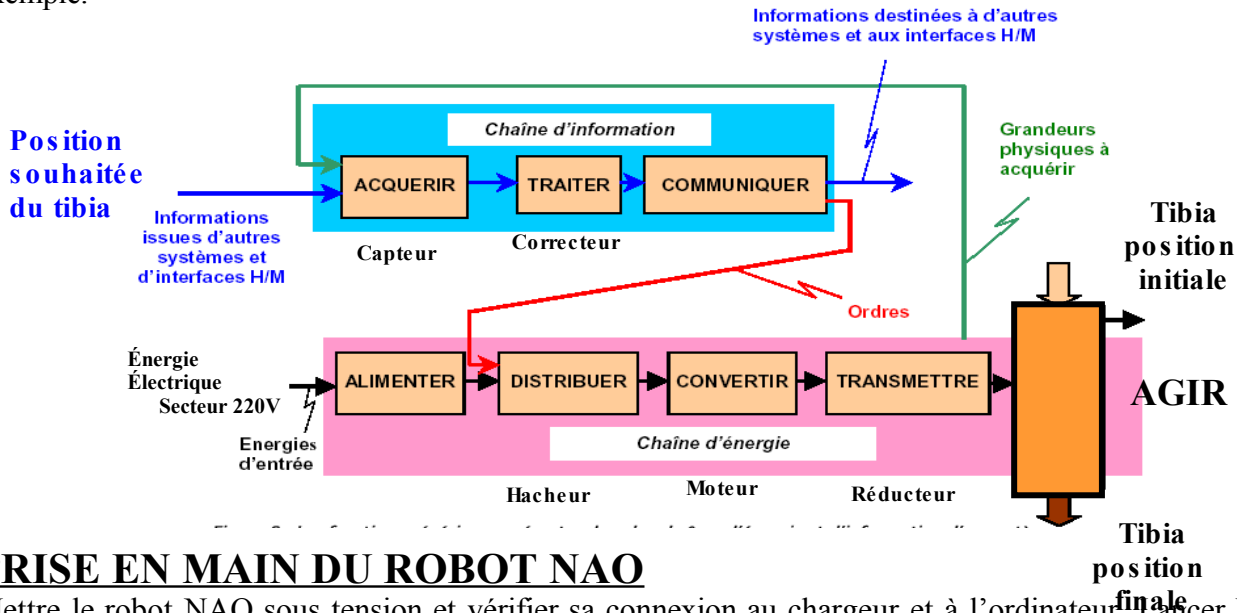 Informations destinées à d'autres
systèmes et aux interfaces H/M
Chaîne d'information
Position
souhaitée
du tibia
ACQUERIR
TRAITER
COMMUNIQUER
Grandeurs
physiques à
acquérir
Informations
issues d'autres
systèmes et
d'interfaces H/M
Capteur
Correcteur
Tibia
position
initiale
Ordres
Énergie
Électrique
Secteur 220V
ALIMENTER
DISTRIBUER
CONVERTIR
TRANSMETTRE
AGIR
Energies
d'entrée
Chaîne d'énergie
Hacheur
Moteur
Réducteur
Tibia
position
finale
RISE EN MAIN DU ROBOT NAO
ettre le robot NAO sous tension et vérifier sa connexion au chargeur et à l'ordinateur.